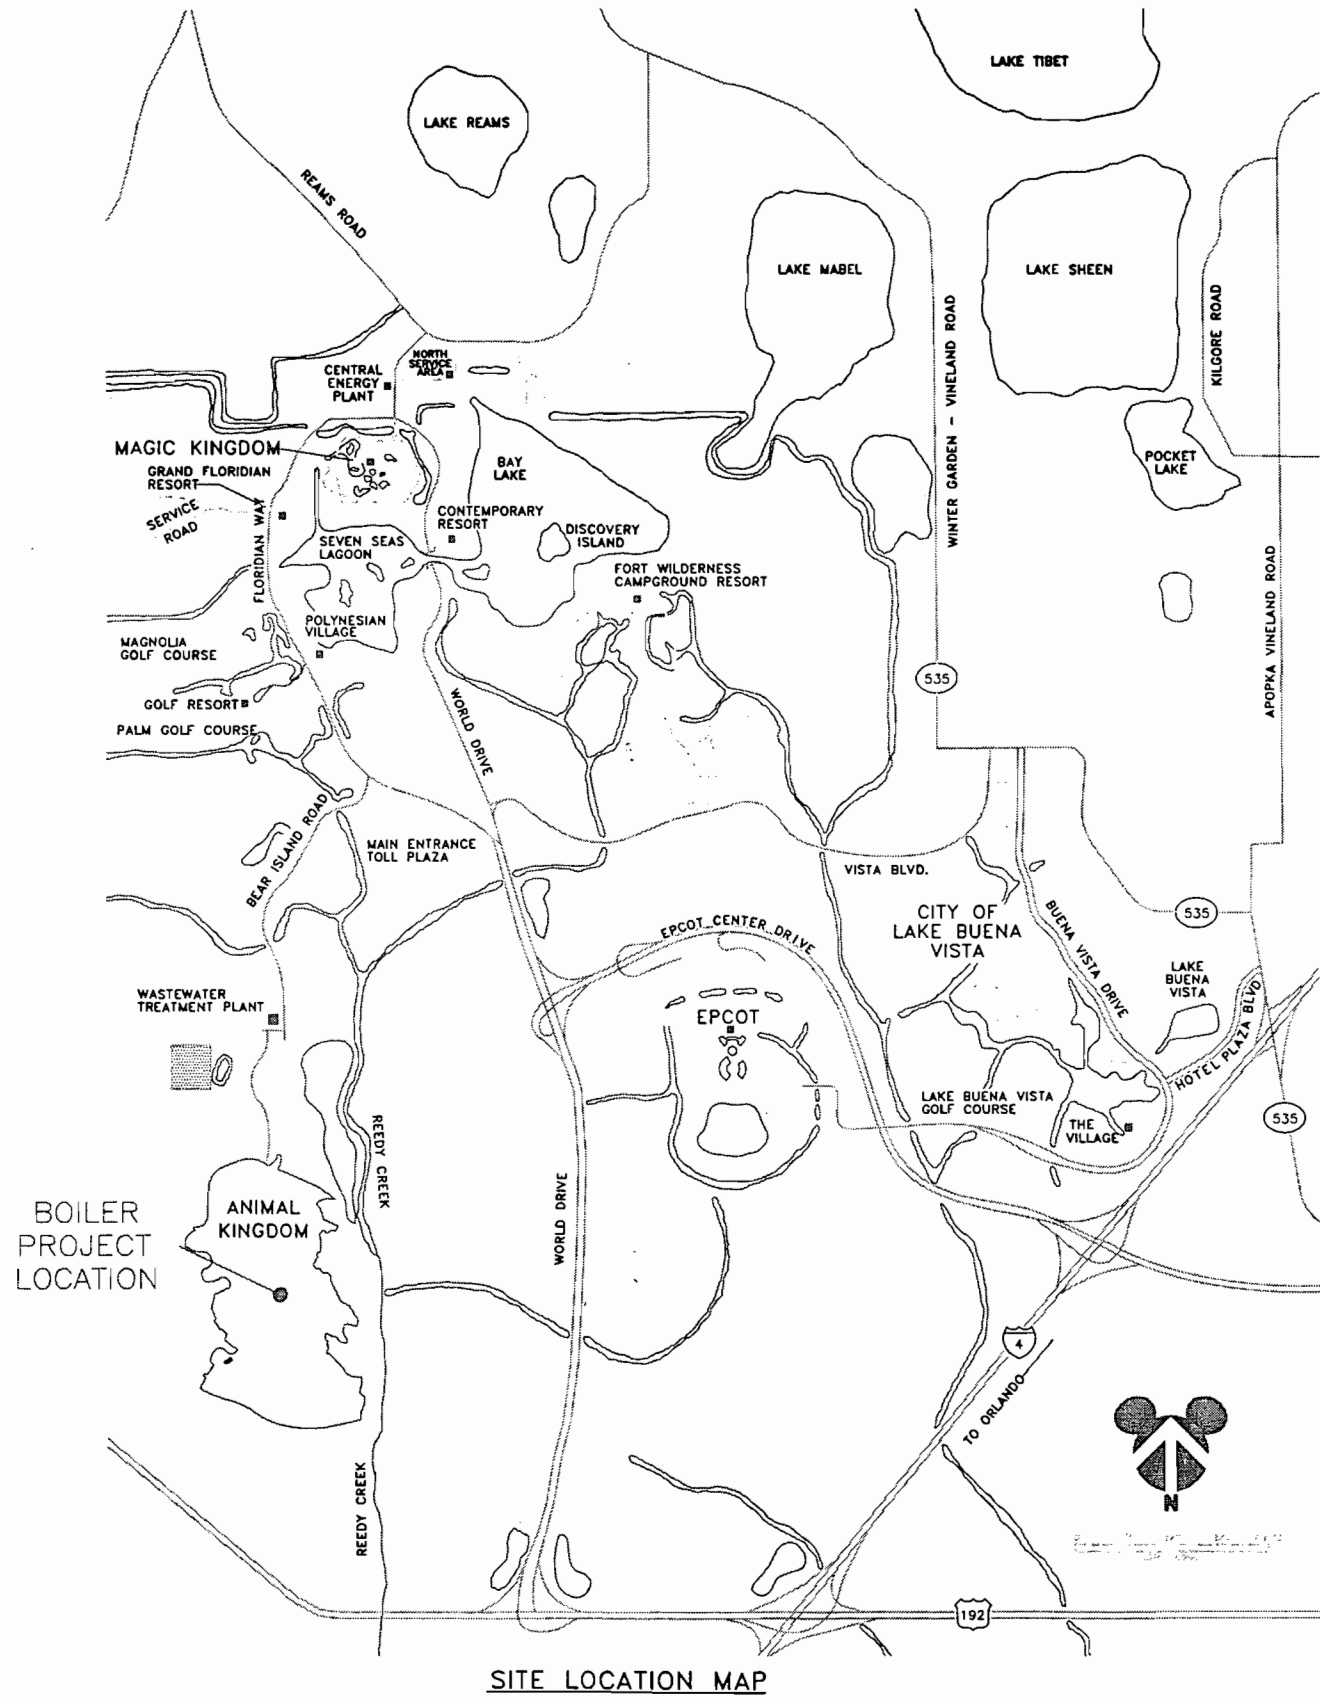 LAKE TIBET
LAKE REAMS
REAMS ROAD
LAKE MABEL
LAKE SHEEN
KILGORE ROAD
WINTER GARDEN - VINELAND ROAD
NORTH
SERVICE
AREA
CENTRAL
ENERGY
PLANT
MAGIC KINGDOM
GRAND FLORIDIAN
RESORT
BAY
LAKE
POCKET
LAKE
SERVICE
ROAD
FLORIDIAN WAY
CONTEMPORARY
RESORT
DISCOVERY
ISLAND
SEVEN SEAS
LAGOON
FORT WILDERNESS
CAMPGROUND RESORT
APOPKA VINELAND ROAD
POLYNESIAN
VILLAGE
MAGNOLIA
GOLF COURSE
535
GOLF RESORT
PALM GOLF COURSE
WORLD DRIVE
BEAR ISLAND ROAD
MAIN ENTRANCE
TOLL PLAZA
VISTA BLVD.
CITY OF
LAKE BUENA
VISTA
BUENA VISTA DRIVE
535
EPCOT CENTER DRIVE
LAKE
BUENA
VISTA
WASTEWATER
TREATMENT PLANT
EPCOT
HOTEL PLAZA BLVD.
LAKE BUENA VISTA
GOLF COURSE
THE
VILLAGE
535
REEDY CREEK
WORLD DRIVE
ANIMAL
KINGDOM
BOILER
PROJECT
LOCATION
4
TO ORLANDO
N
REEDY CREEK
192
SITE LOCATION MAP